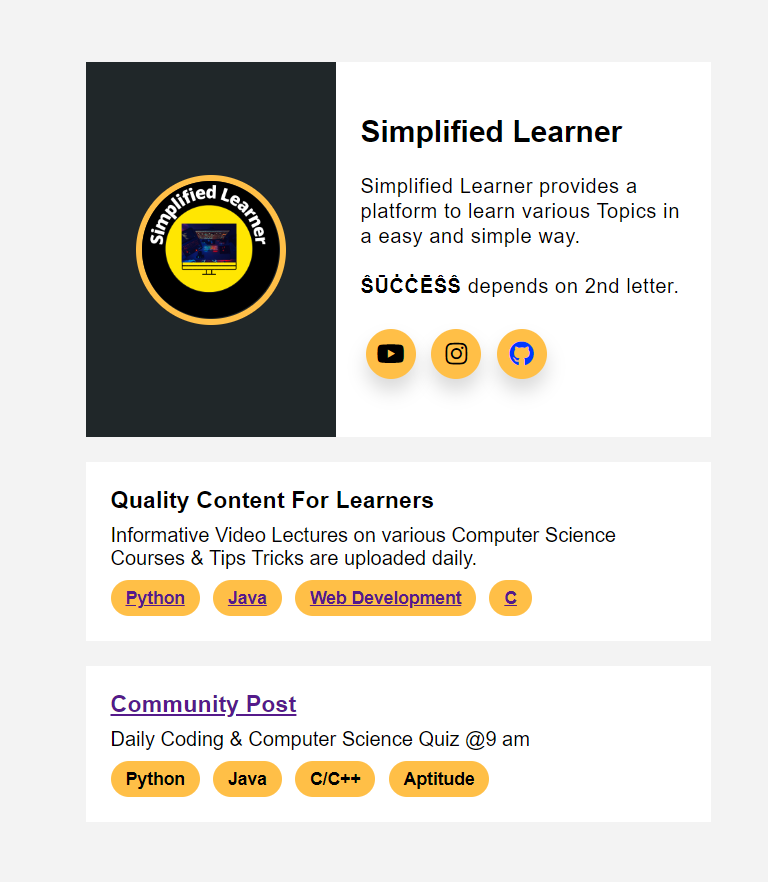 Simplified Learner
Simplified Learner
Simplified Learner provides a
platform to learn various Topics in
a easy and simple way.
ŜŪĊĊĒŜŜ depends on 2nd letter.
Quality Content For Learners
Informative Video Lectures on various Computer Science
Courses & Tips Tricks are uploaded daily.
Python Java Web Development C
Community Post
Daily Coding & Computer Science Quiz @9 am
Python Java C/C++ Aptitude